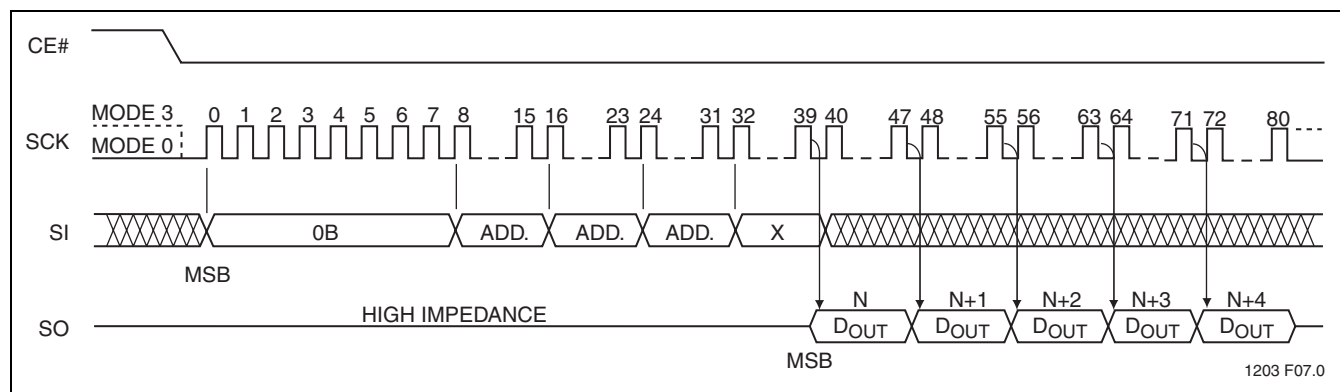 CE#
MODE 3
0 1 2 3 4 5 6 7 8 15 16 23 24 31 32 39 40 47 48 55 56 63 64 71 72 80
SCK
MODE 0
SI
0B
ADD.
ADD.
ADD.
X
MSB
N N+1 N+2 N+3 N+4
SO
HIGH IMPEDANCE
DOUT DOUT DOUT DOUT DOUT
MSB
1203 F07.0